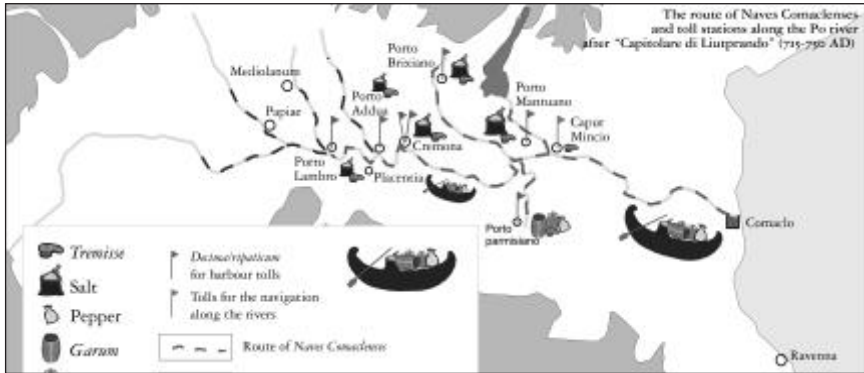 The route of Naves Comaclenses
and toll stations along the Po river
after "Capitolare di Liutprando" (715-730 AD)
Porto
Brixiano
Mediolanum
Porto
Mantuano
Porto
Addua
Papiae
Caput
Mincio
Cremona
Porto
Lambro
Placentia
Porto
parmisiano
Comaclo
Tremisse
Decima/ripaticum
for harbour tolls
Salt
Tolls for the navigation
along the rivers
Pepper
Garum
Route of Naves Comaclensis
Ravenna